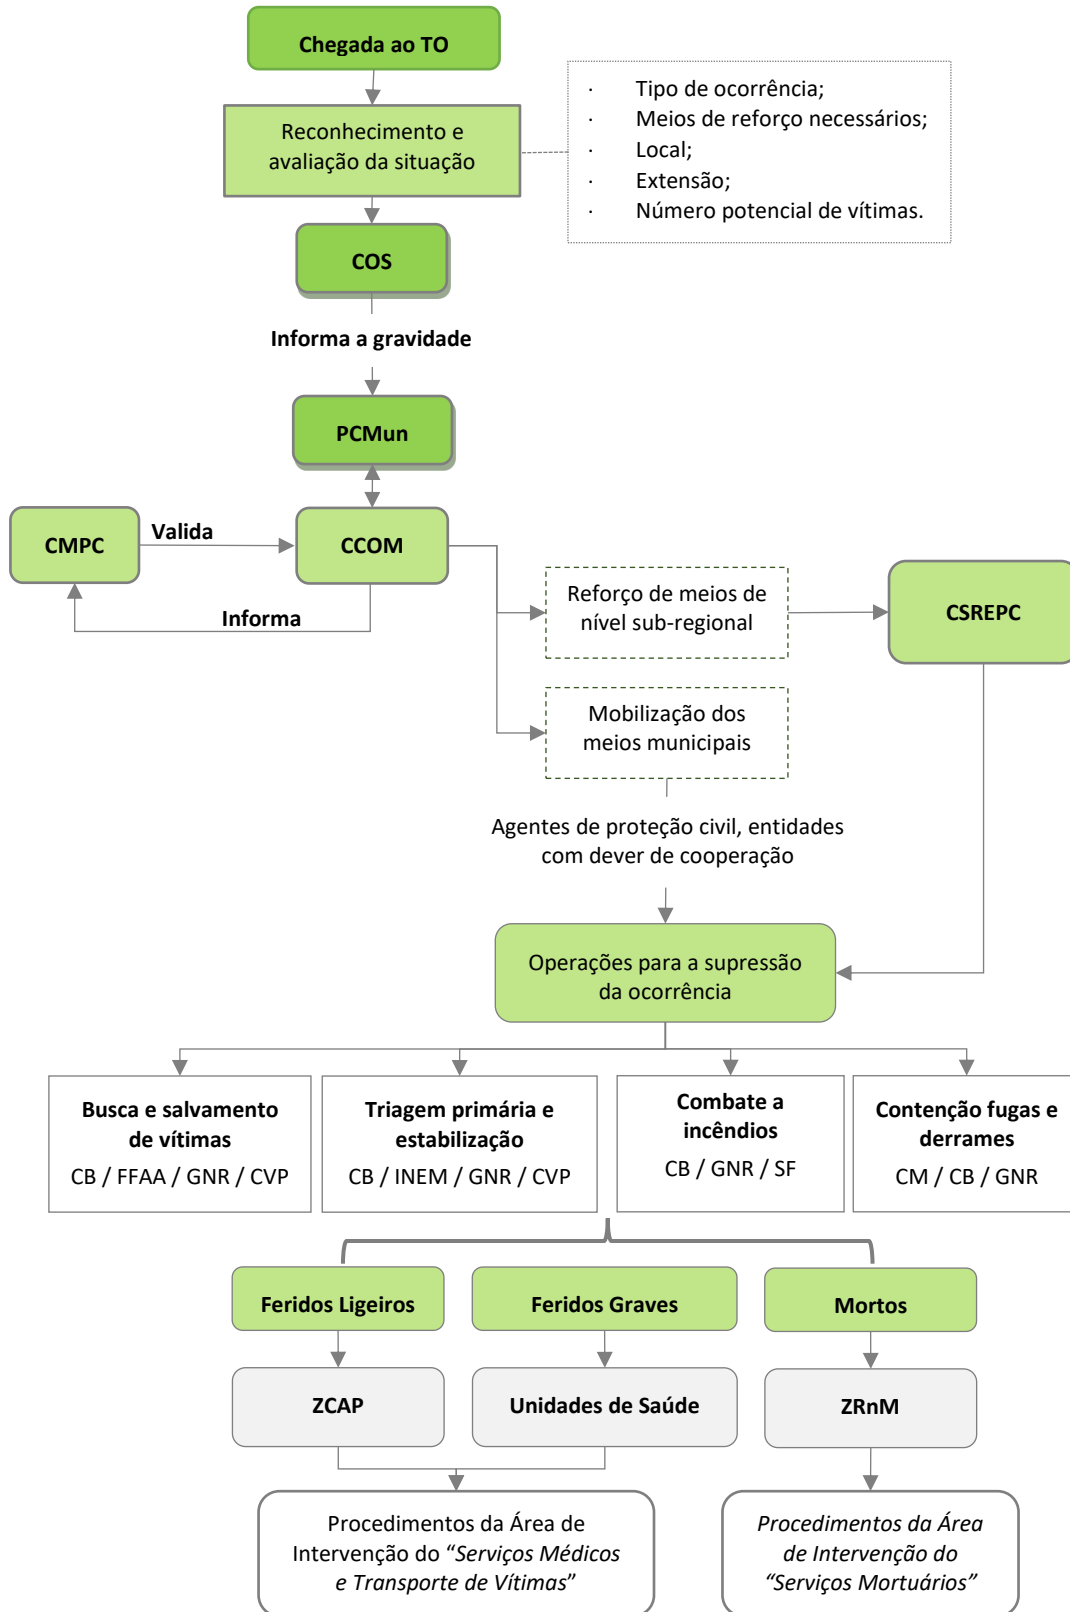 Chegada ao TO
Reconhecimento e
avaliação da situação
· Tipo de ocorrência;
· Meios de reforço necessários;
· Local;
· Extensão;
· Número potencial de vítimas.
COS
Informa a gravidade
PCMun
CMPC
Valida
CCOM
Informa
Reforço de meios de
nível sub-regional
CSREPC
Mobilização dos
meios municipais
Agentes de proteção civil, entidades
com dever de cooperação
Operações para a supressão
da ocorrência
Busca e salvamento
de vítimas
CB / FFAA / GNR / CVP
Triagem primária e
estabilização
CB / INEM / GNR / CVP
Combate a
incêndios
CB / GNR / SF
Contenção fugas e
derrames
CM / CB / GNR
Feridos Ligeiros
Feridos Graves
Mortos
ZCAP
Unidades de Saúde
ZRnM
Procedimentos da Área de
Intervenção do “Serviços Médicos
e Transporte de Vítimas”
Procedimentos da Área
de Intervenção do
“Serviços Mortuários”